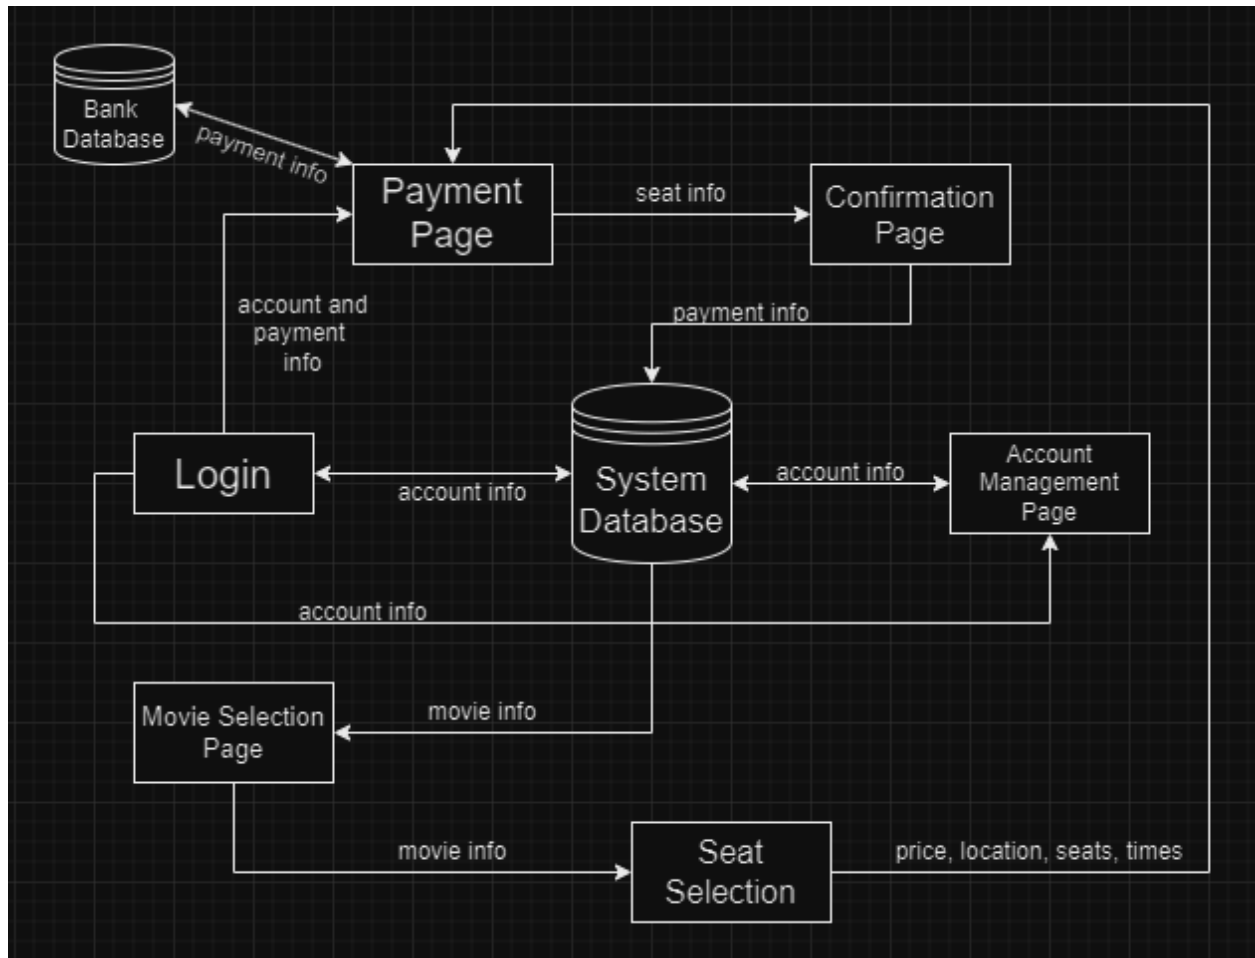 Bank
Database
payment info
Payment
Page
seat info
Confirmation
Page
account and
payment
info
payment info
Login
account info
System
Database
account info
Account
Management
Page
account info
Movie Selection
Page
movie info
movie info
Seat
Selection
price, location, seats, times